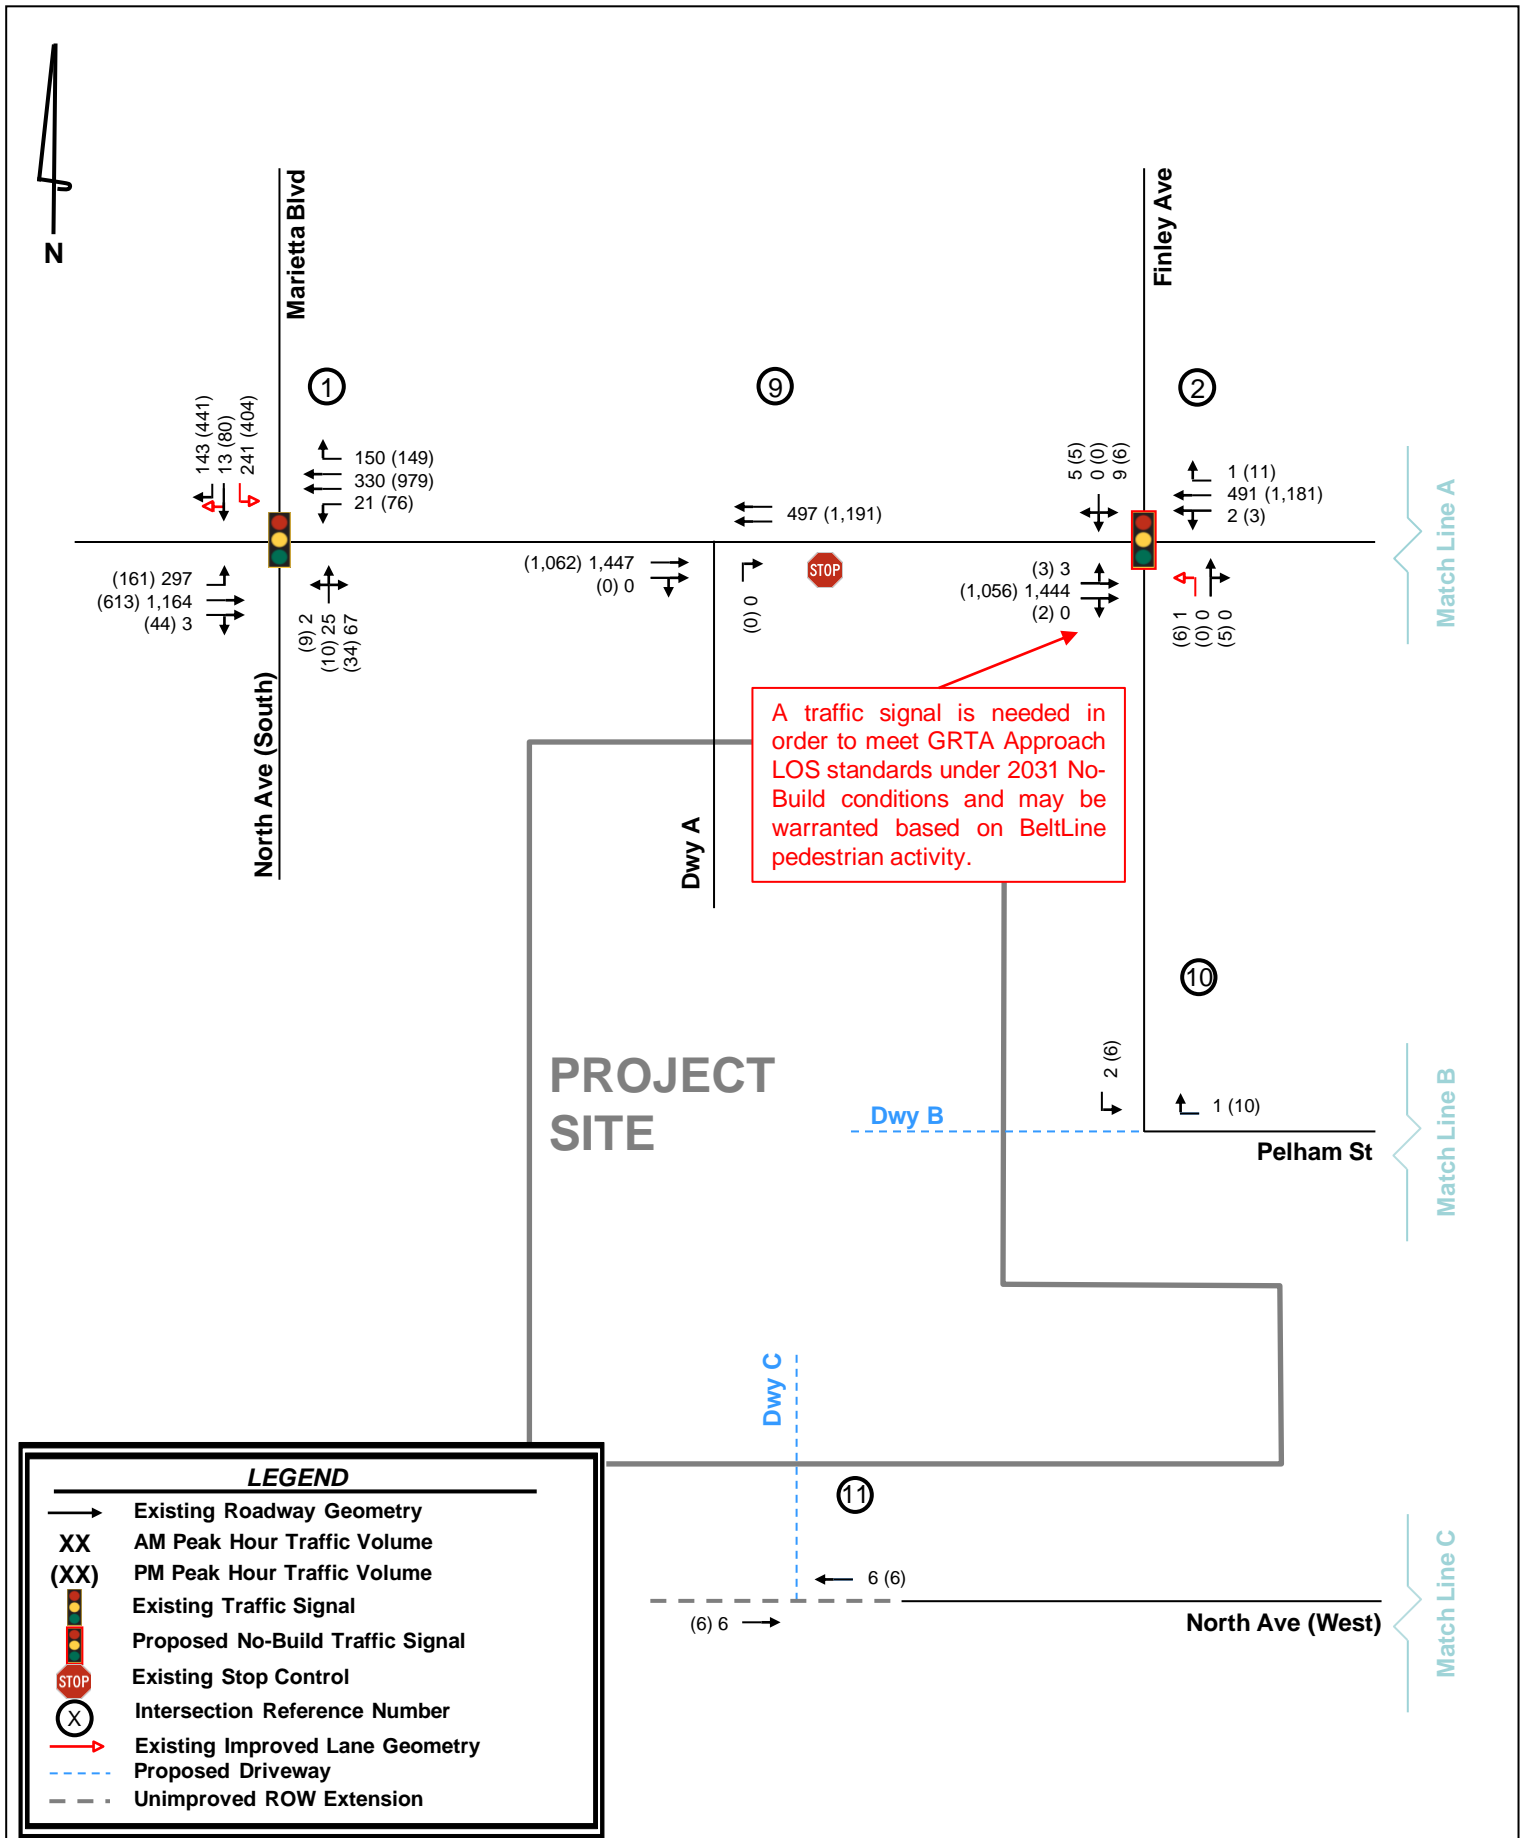 N
Marietta Blvd
Finley Ave
1
9
2
143 (441)
13 (80)
241 (404)
150 (149)
330 (979)
21 (76)
497 (1,191)
5 (5)
0 (0)
9 (6)
1 (11)
491 (1,181)
2 (3)
Match Line A
(161) 297
(613) 1,164
(44) 3
(9) 2
(10) 25
(34) 67
(1,062) 1,447
(0) 0
(0) 0
STOP
(3) 3
(1,056) 1,444
(2) 0
(6) 1
(0) 0
(5) 0
North Ave (South)
Dwy A
A traffic signal is needed in
order to meet GRTA Approach
LOS standards under 2031 No-
Build conditions and may be
warranted based on BeltLine
pedestrian activity.
10
PROJECT
SITE
2 (6)
1 (10)
Dwy B
Pelham St
Match Line B
Dwy C
11
6 (6)
(6) 6
North Ave (West)
Match Line C
LEGEND
Existing Roadway Geometry
XX AM Peak Hour Traffic Volume
(XX) PM Peak Hour Traffic Volume
Existing Traffic Signal
Proposed No-Build Traffic Signal
STOP Existing Stop Control
X Intersection Reference Number
Existing Improved Lane Geometry
Proposed Driveway
Unimproved ROW Extension